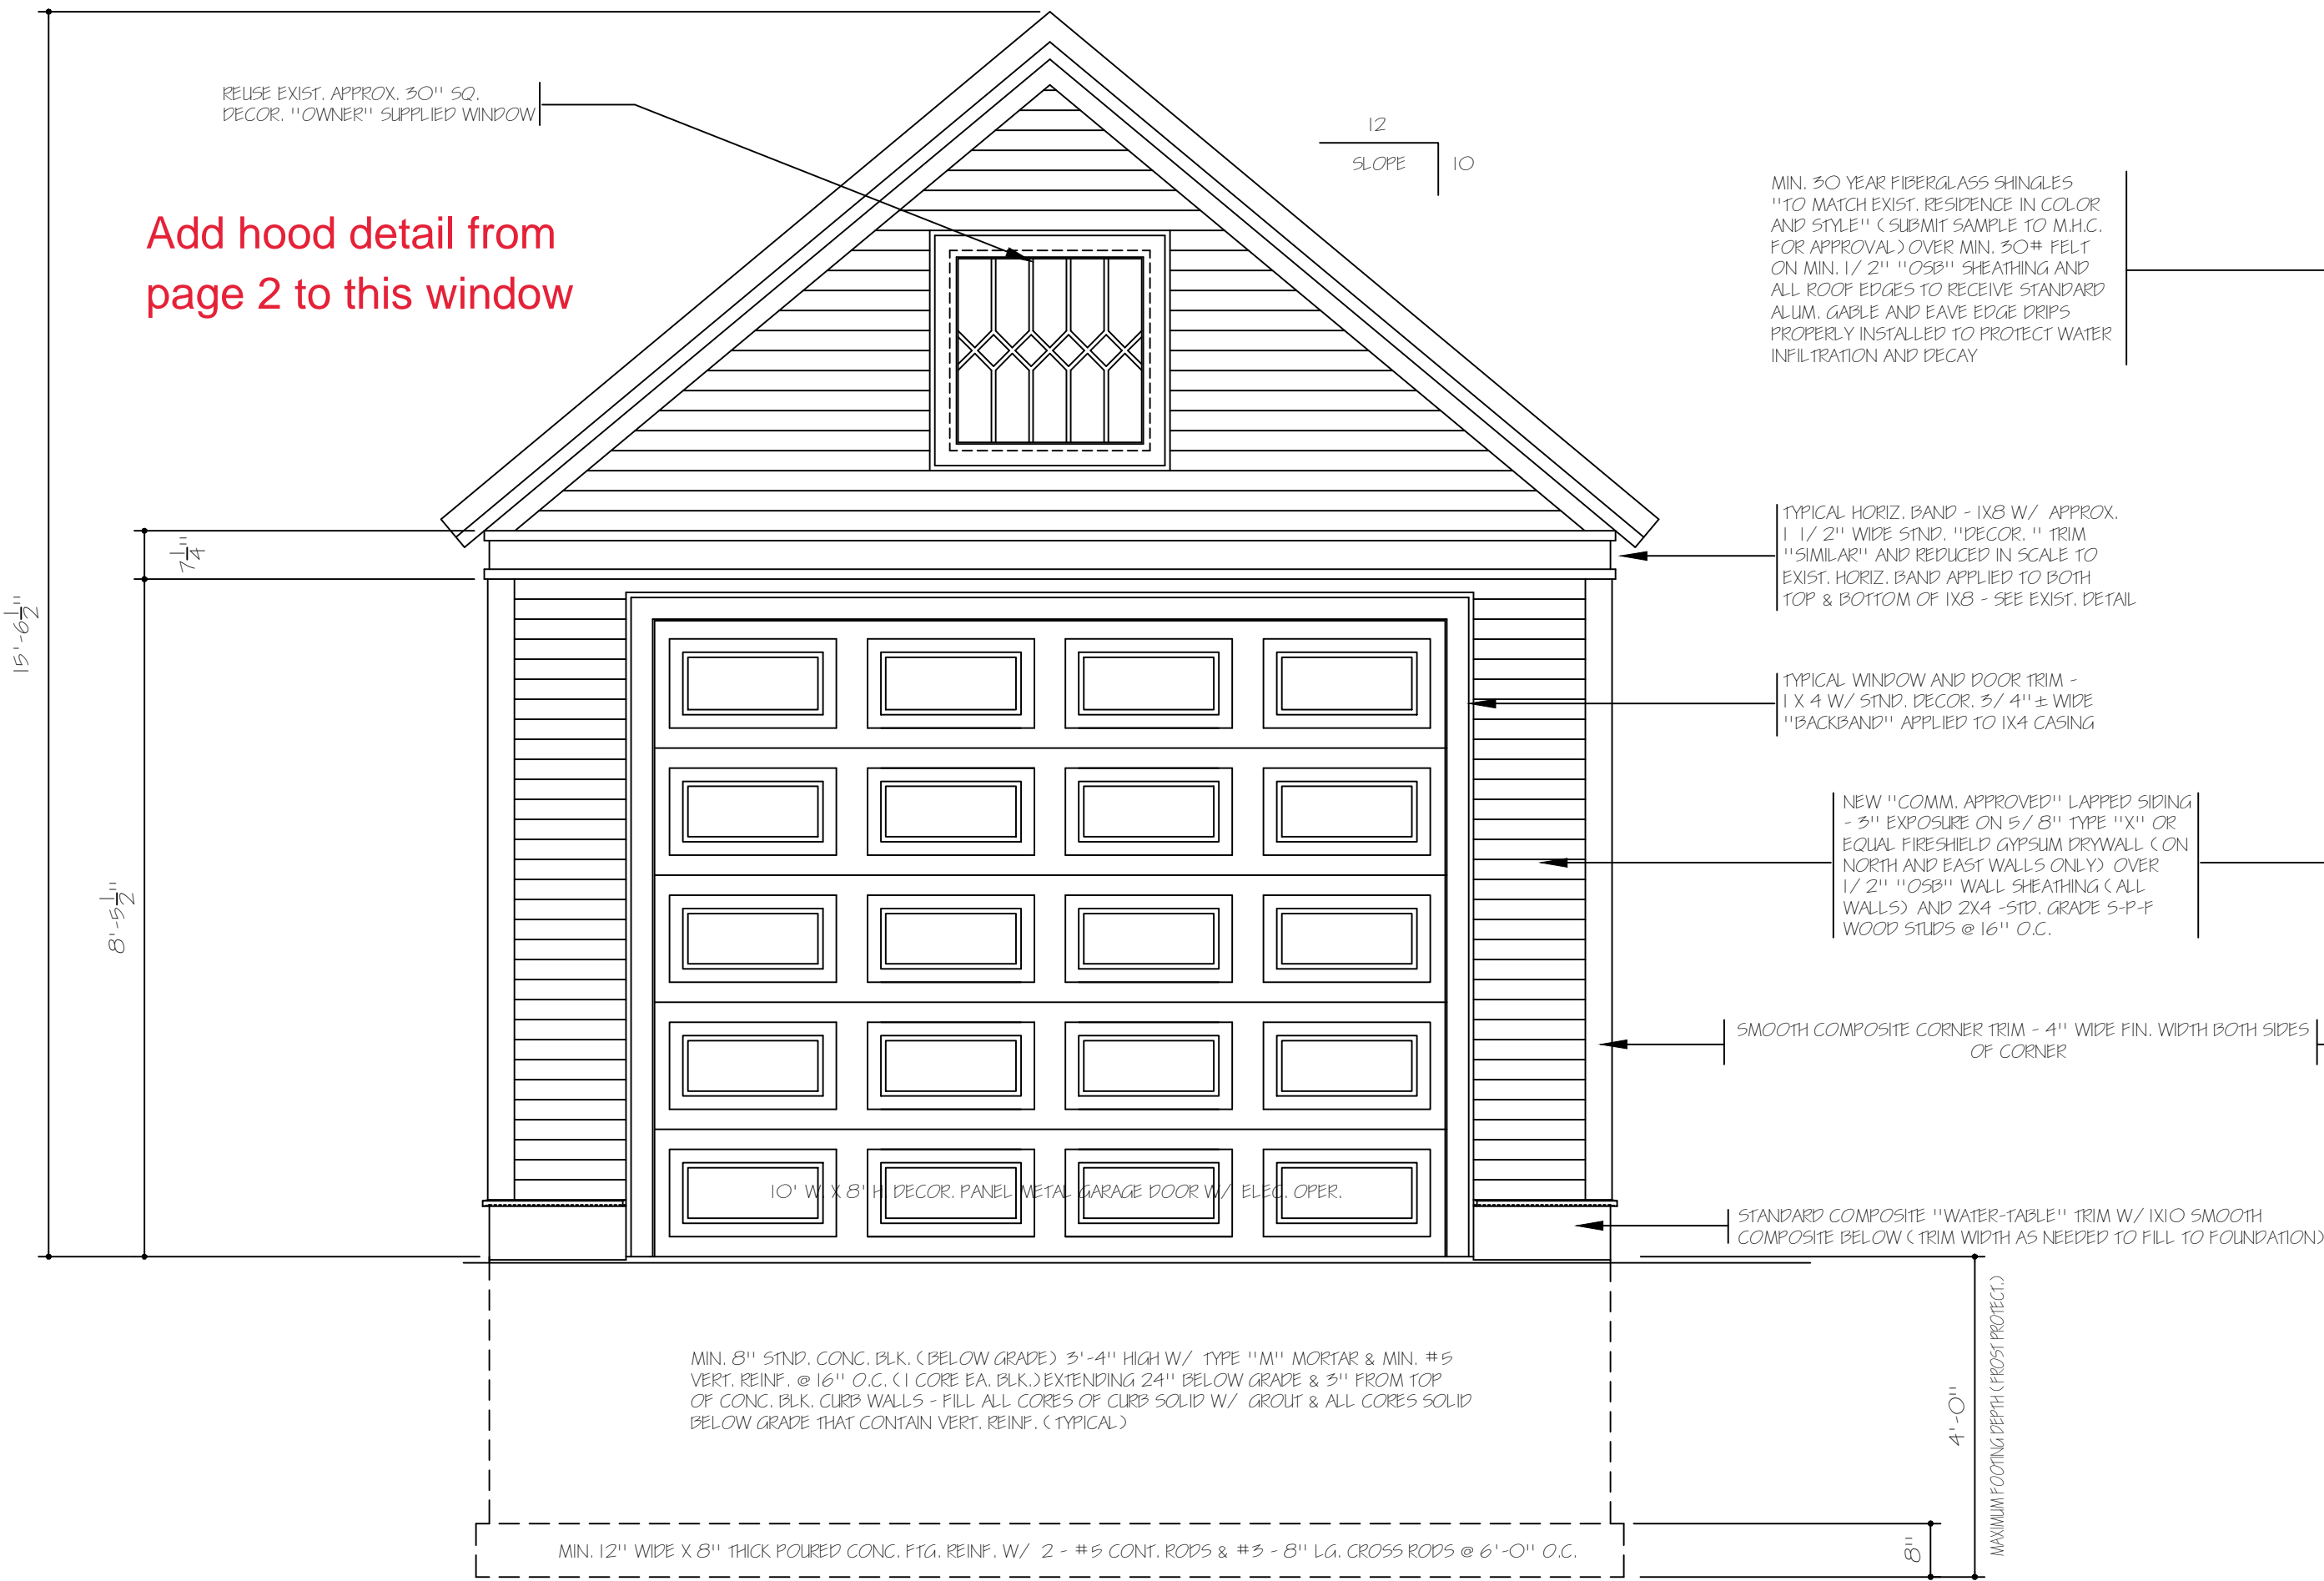 REUSE EXIST. APPROX. 30" SQ.
DECOR. "OWNER" SUPPLIED WINDOW
Add hood detail from
page 2 to this window
12
SLOPE 10
MIN. 30 YEAR FIBERGLASS SHINGLES
"TO MATCH EXIST. RESIDENCE IN COLOR
AND STYLE" (SUBMIT SAMPLE TO M.H.C.
FOR APPROVAL) OVER MIN. 30# FELT
ON MIN. 1/2" "OSB" SHEATHING AND
ALL ROOF EDGES TO RECEIVE STANDARD
ALUM. GABLE AND EAVE EDGE DRIPS
PROPERLY INSTALLED TO PROTECT WATER
INFILTRATION AND DECAY
TYPICAL HORIZ. BAND - 1X8 W/ APPROX.
1 1/2" WIDE STND. "DECOR. " TRIM
"SIMILAR" AND REDUCED IN SCALE TO
EXIST. HORIZ. BAND APPLIED TO BOTH
TOP & BOTTOM OF 1X8 - SEE EXIST. DETAIL
7 1/4"
15'-6 1/2"
8'-5 1/2"
TYPICAL WINDOW AND DOOR TRIM -
1 X 4 W/ STND. DECOR. 3/4" ± WIDE
"BACKBAND" APPLIED TO 1X4 CASING
NEW "COMM. APPROVED" LAPPED SIDING
- 3" EXPOSURE ON 5/8" TYPE "X" OR
EQUAL FIRESHIELD GYPSUM DRYWALL (ON
NORTH AND EAST WALLS ONLY) OVER
1/2" "OSB" WALL SHEATHING (ALL
WALLS) AND 2X4 -STD. GRADE S-P-F
WOOD STUDS @ 16" O.C.
SMOOTH COMPOSITE CORNER TRIM - 4" WIDE FIN. WIDTH BOTH SIDES
OF CORNER
10' W. X 8' H. DECOR. PANEL METAL GARAGE DOOR W/ ELEC. OPER.
STANDARD COMPOSITE "WATER-TABLE" TRIM W/ 1X10 SMOOTH
COMPOSITE BELOW (TRIM WIDTH AS NEEDED TO FILL TO FOUNDATION)
MIN. 8" STND. CONC. BLK. (BELOW GRADE) 3'-4" HIGH W/ TYPE "M" MORTAR & MIN. #5
VERT. REINF. @ 16" O.C. (1 CORE EA. BLK.) EXTENDING 24" BELOW GRADE & 3" FROM TOP
OF CONC. BLK. CURB WALLS - FILL ALL CORES OF CURB SOLID W/ GROUT & ALL CORES SOLID
BELOW GRADE THAT CONTAIN VERT. REINF. (TYPICAL)
4'-0"
MAXIMUM FOOTING DEPTH (FROST PROTECT.)
MIN. 12" WIDE X 8" THICK POURED CONC. FTG. REINF. W/ 2 - #5 CONT. RODS & #3 - 8" LG. CROSS RODS @ 6'-0" O.C.
8"